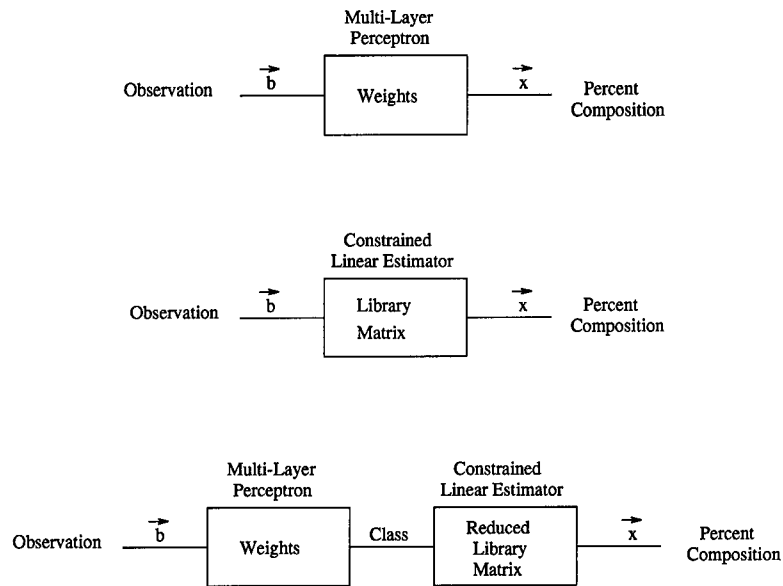 Multi-Layer
Perceptron
Observation
b
Weights
x
Percent
Composition
Constrained
Linear Estimator
Observation
b
Library
Matrix
x
Percent
Composition
Multi-Layer
Perceptron
Constrained
Linear Estimator
Observation
b
Weights
Class
Reduced
Library
Matrix
x
Percent
Composition